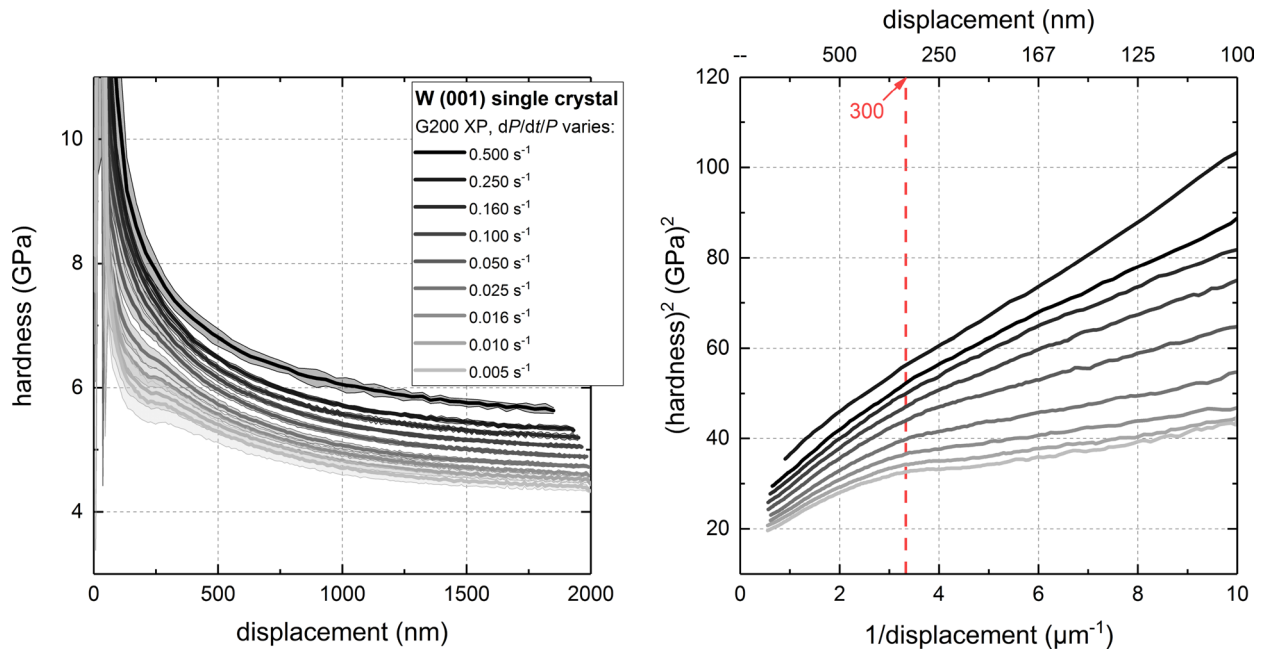 hardness (GPa)
10
8
6
4
0
500
1000
1500
2000
displacement (nm)
W (001) single crystal
G200 XP, dP/dt/P varies:
0.500 s⁻¹
0.250 s⁻¹
0.160 s⁻¹
0.100 s⁻¹
0.050 s⁻¹
0.025 s⁻¹
0.016 s⁻¹
0.010 s⁻¹
0.005 s⁻¹
displacement (nm)
--
500
250
167
125
100
300
(hardness)² (GPa)²
120
100
80
60
40
20
0
2
4
6
8
10
1/displacement (µm⁻¹)